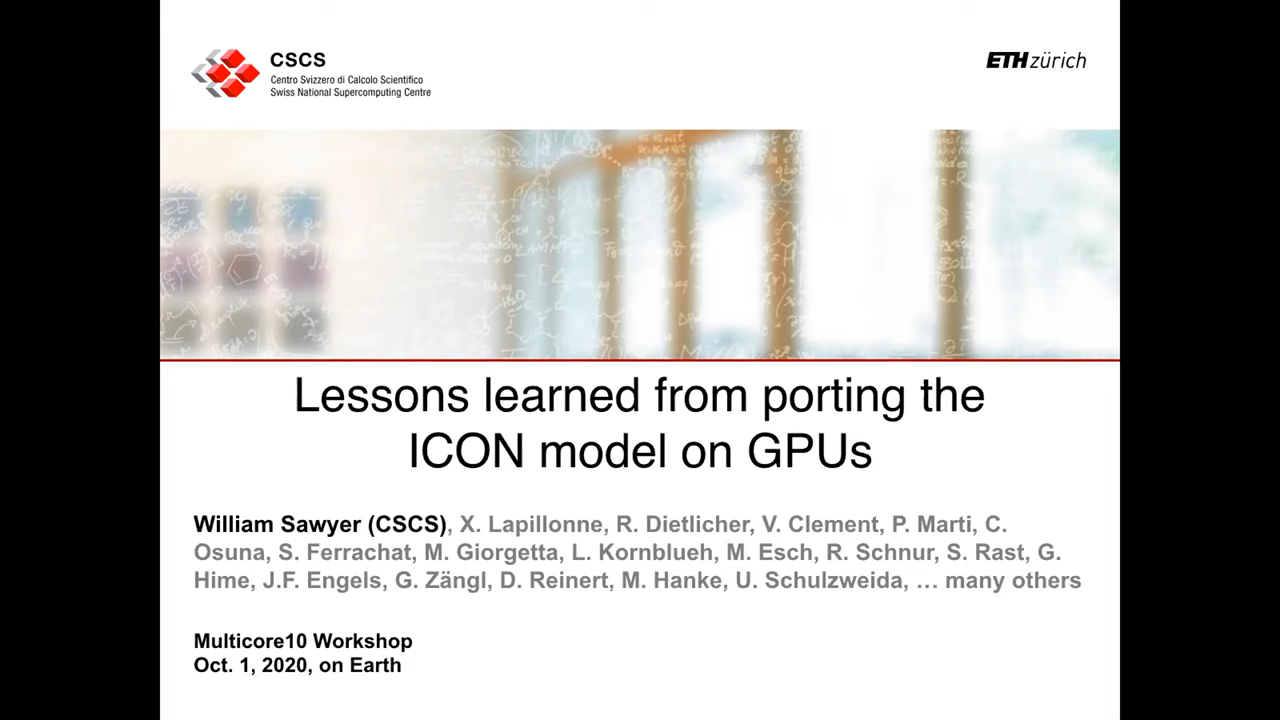 CSCS
Centro Svizzero di Calcolo Scientifico
Swiss National Supercomputing Centre
ETH zürich
Lessons learned from porting the
ICON model on GPUs
William Sawyer (CSCS), X. Lapillonne, R. Dietlicher, V. Clement, P. Marti, C.
Osuna, S. Ferrachat, M. Giorgetta, L. Kornblueh, M. Esch, R. Schnur, S. Rast, G.
Hime, J.F. Engels, G. Zängl, D. Reinert, M. Hanke, U. Schulzweida, … many others
Multicore10 Workshop
Oct. 1, 2020, on Earth